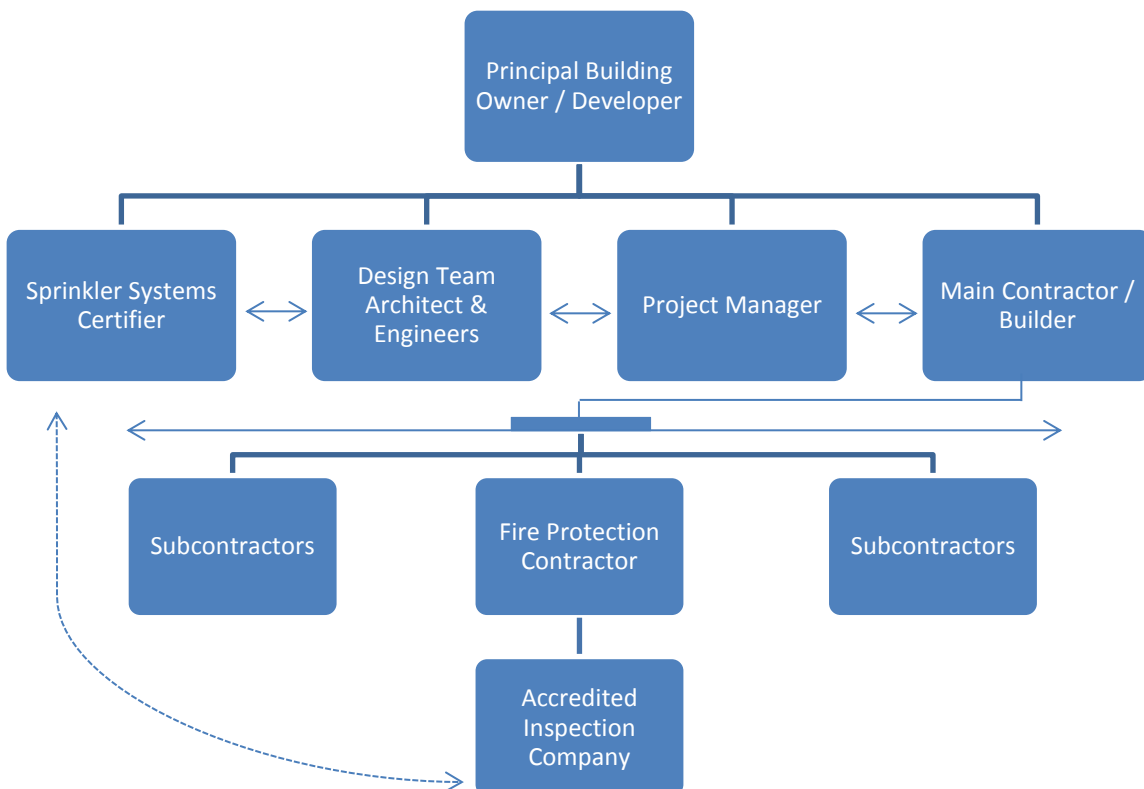 Principal Building
Owner / Developer
Sprinkler Systems
Certifier
Design Team
Architect &
Engineers
Project Manager
Main Contractor /
Builder
Subcontractors
Fire Protection
Contractor
Subcontractors
Accredited
Inspection
Company